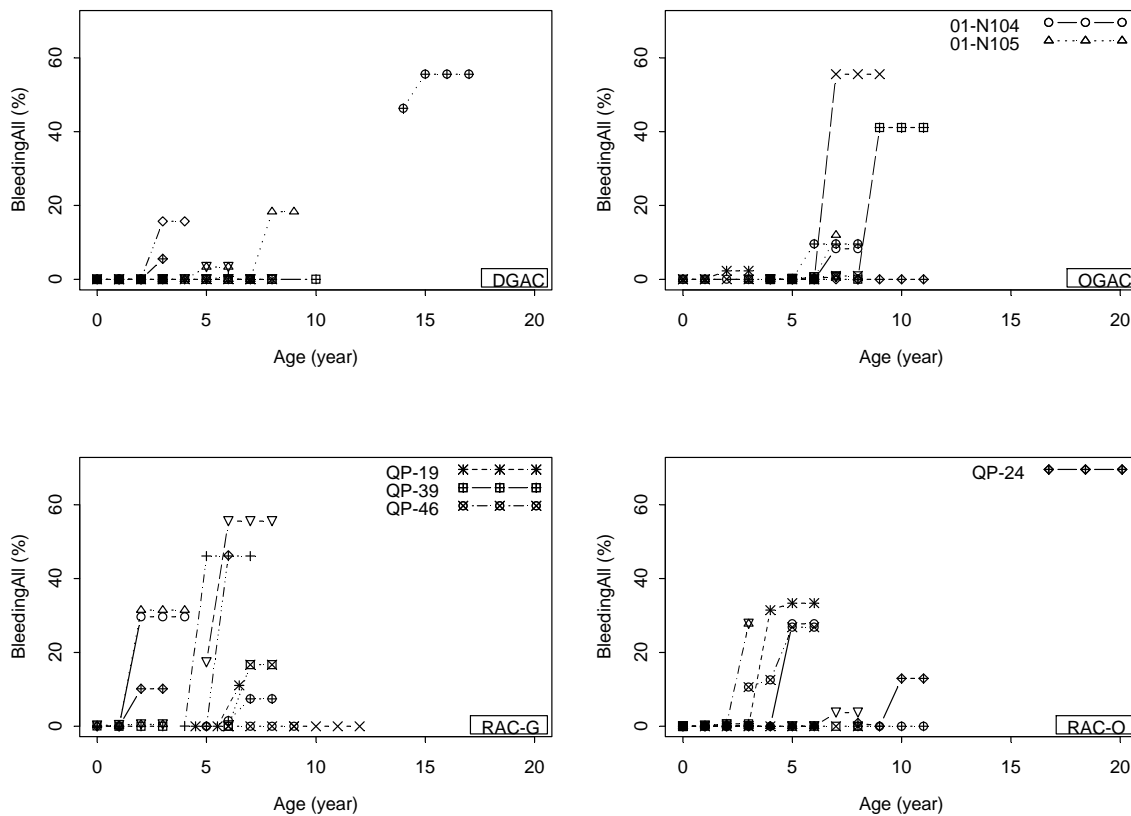 BleedingAll (%)
60
40
20
0
DGAC
0 5 10 15 20
Age (year)
BleedingAll (%)
60
40
20
0
01-N104
01-N105
OGAC
0 5 10 15 20
Age (year)
BleedingAll (%)
60
40
20
0
QP-19
QP-39
QP-46
RAC-G
0 5 10 15 20
Age (year)
BleedingAll (%)
60
40
20
0
QP-24
RAC-O
0 5 10 15 20
Age (year)